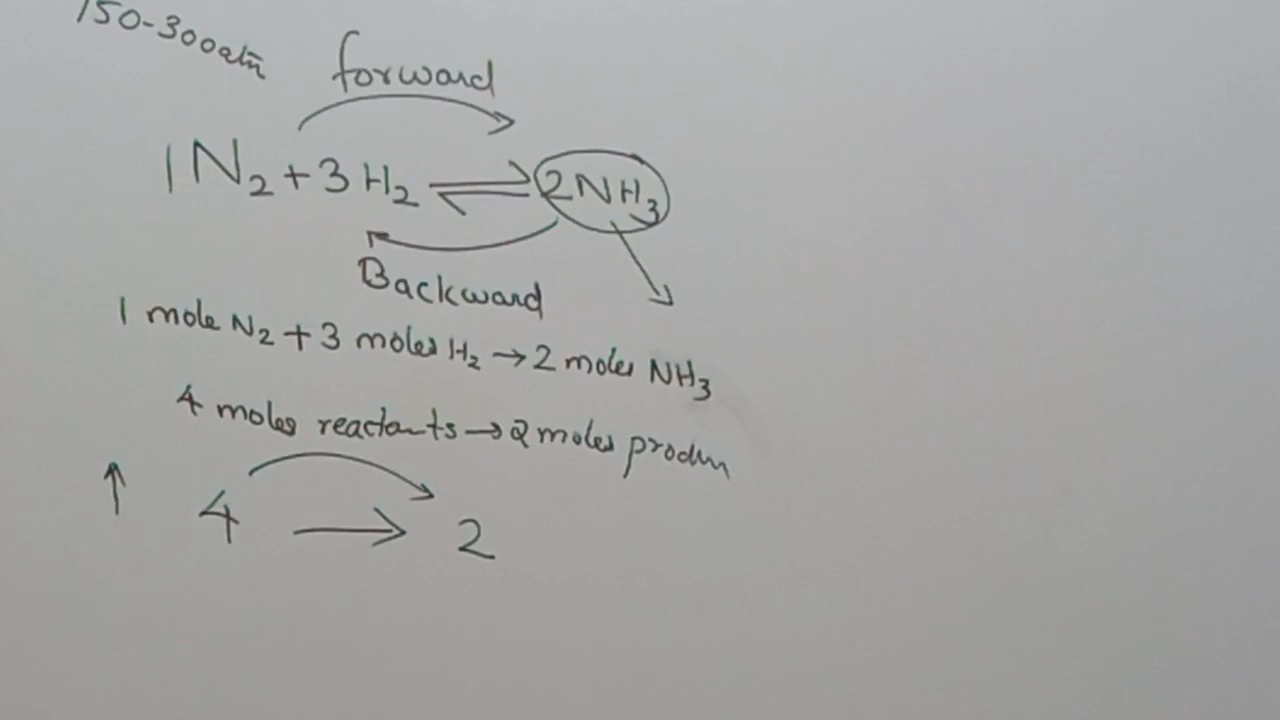 150-300atm
forward
1N₂ + 3H₂ ⇌ 2NH₃
Backward
1 mole N₂ + 3 moles H₂ → 2 moles NH₃
4 moles reactants → 2 moles
↑ 4 → 2